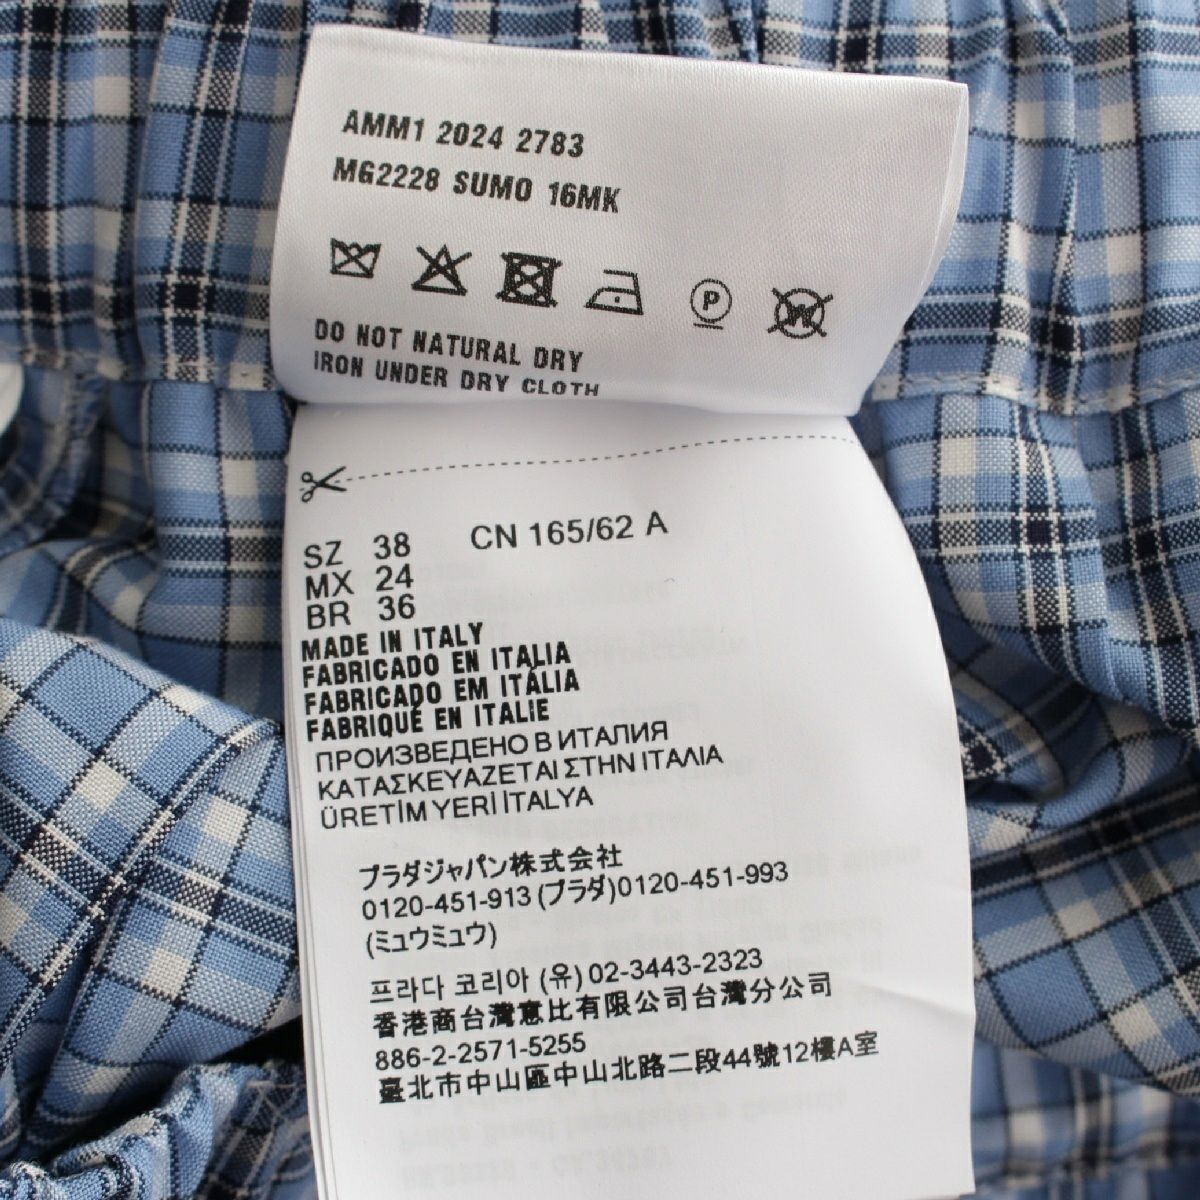 AMM1 2024 2783
MG2228 SUMO 16MK
P
W
DO NOT NATURAL DRY
IRON UNDER DRY CLOTH
SZ 38 CN 165/62 A
MX 24
BR 36
MADE IN ITALY
FABRICADO EN ITALIA
FABRICADO EM ITÁLIA
FABRIQUÉ EN ITALIE
ПРОИЗВЕДЕНО В ИТАЛИЯ
ΚΑΤΑΣΚΕΥΑΖΕΤΑΙ ΣΤΗΝ ΙΤΑΛΙΑ
ÜRETİM YERİ İTALYA
プラダジャパン株式会社
0120-451-913 (プラダ)0120-451-993
(ミュウミュウ)
프라다 코리아 (유) 02-3443-2323
香港商台灣意比有限公司台灣分公司
886-2-2571-5255
臺北市中山區中山北路二段44號12樓A室